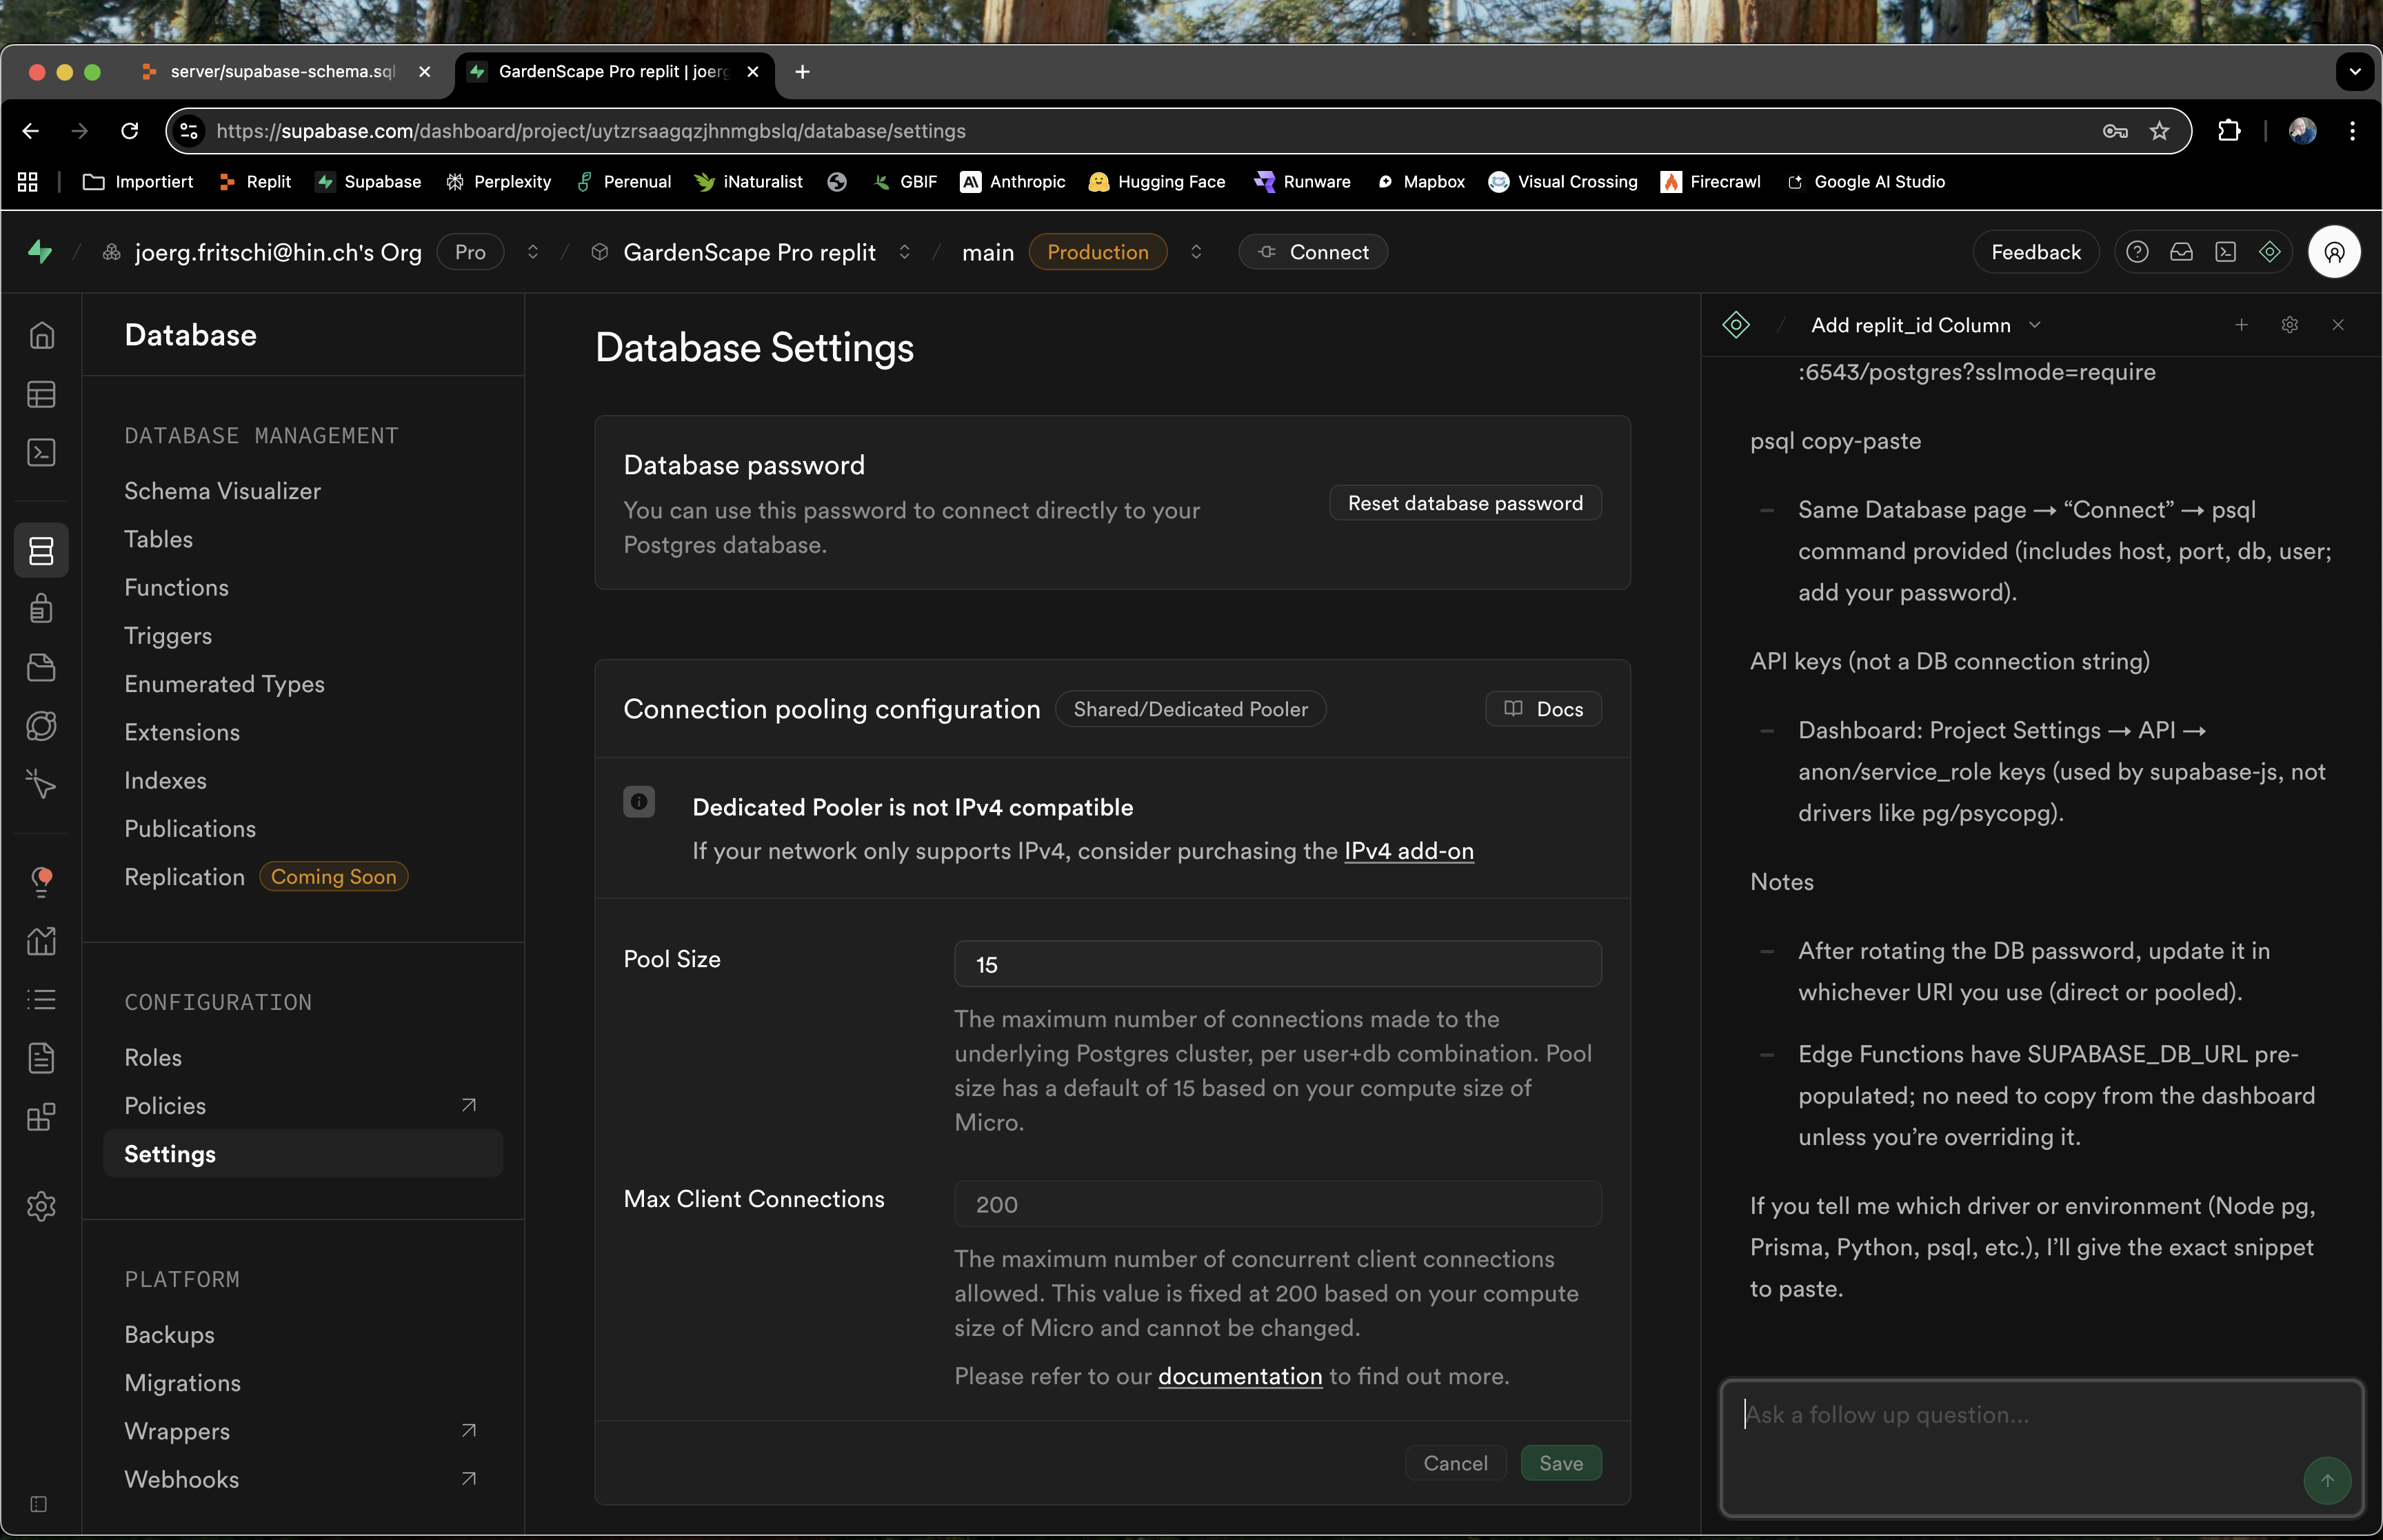 server/supabase-schema.sql
GardenScape Pro replit | joerg
https://supabase.com/dashboard/project/uytzrsaagqzjhnmgbslq/database/settings
Importiert
Replit
Supabase
Perplexity
Perenual
iNaturalist
GBIF
Anthropic
Hugging Face
Runware
Mapbox
Visual Crossing
Firecrawl
Google AI Studio
joerg.fritschi@hin.ch's Org
Pro
GardenScape Pro replit
main
Production
Connect
Feedback
Database
DATABASE MANAGEMENT
Schema Visualizer
Tables
Functions
Triggers
Enumerated Types
Extensions
Indexes
Publications
Replication
Coming Soon
CONFIGURATION
Roles
Policies
Settings
PLATFORM
Backups
Migrations
Wrappers
Webhooks
Database Settings
Database password
You can use this password to connect directly to your
Postgres database.
Reset database password
Connection pooling configuration
Shared/Dedicated Pooler
Docs
Dedicated Pooler is not IPv4 compatible
If your network only supports IPv4, consider purchasing the IPv4 add-on
Pool Size
15
The maximum number of connections made to the
underlying Postgres cluster, per user+db combination. Pool
size has a default of 15 based on your compute size of
Micro.
Max Client Connections
200
The maximum number of concurrent client connections
allowed. This value is fixed at 200 based on your compute
size of Micro and cannot be changed.
Please refer to our documentation to find out more.
Cancel
Save
Add replit_id Column
:6543/postgres?sslmode=require
psql copy-paste
– Same Database page → “Connect” → psql
command provided (includes host, port, db, user;
add your password).
API keys (not a DB connection string)
– Dashboard: Project Settings → API →
anon/service_role keys (used by supabase-js, not
drivers like pg/psycopg).
Notes
– After rotating the DB password, update it in
whichever URI you use (direct or pooled).
– Edge Functions have SUPABASE_DB_URL pre-
populated; no need to copy from the dashboard
unless you’re overriding it.
If you tell me which driver or environment (Node pg,
Prisma, Python, psql, etc.), I’ll give the exact snippet
to paste.
Ask a follow up question...